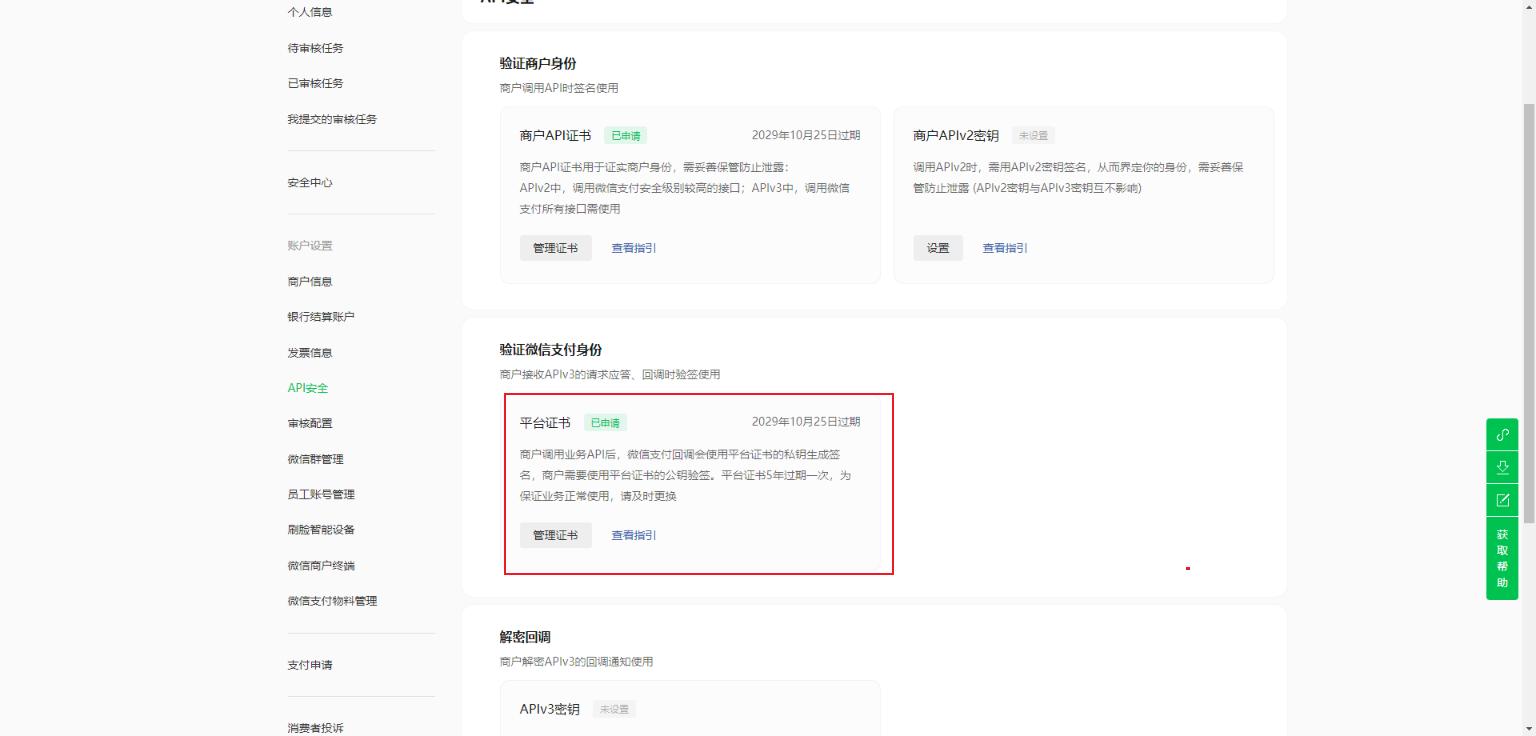 个人信息
待审核任务
已审核任务
我提交的审核任务
安全中心
账户设置
商户信息
银行结算账户
发票信息
API安全
审核配置
微信群管理
员工账号管理
刷脸智能设备
微信商户终端
微信支付物料管理
支付申请
消费者投诉
API安全
验证商户身份
商户调用API时签名使用
商户API证书 已申请 2029年10月25日过期
商户API证书用于证实商户身份，需妥善保管防止泄露：
APIv2中，调用微信支付安全级别较高的接口；APIv3中，调用微信
支付所有接口需使用
管理证书 查看指引
商户APIv2密钥 未设置
调用APIv2时，需用APIv2密钥签名，从而界定你的身份，需妥善保
管防止泄露 (APIv2密钥与APIv3密钥互不影响)
设置 查看指引
验证微信支付身份
商户接收APIv3的请求应答、回调时验签使用
平台证书 已申请 2029年10月25日过期
商户调用业务API后，微信支付回调会使用平台证书的私钥生成签
名，商户需要使用平台证书的公钥验签。平台证书5年过期一次，为
保证业务正常使用，请及时更换
管理证书 查看指引
解密回调
商户解密APIv3的回调通知使用
APIv3密钥 未设置
获
取
帮
助